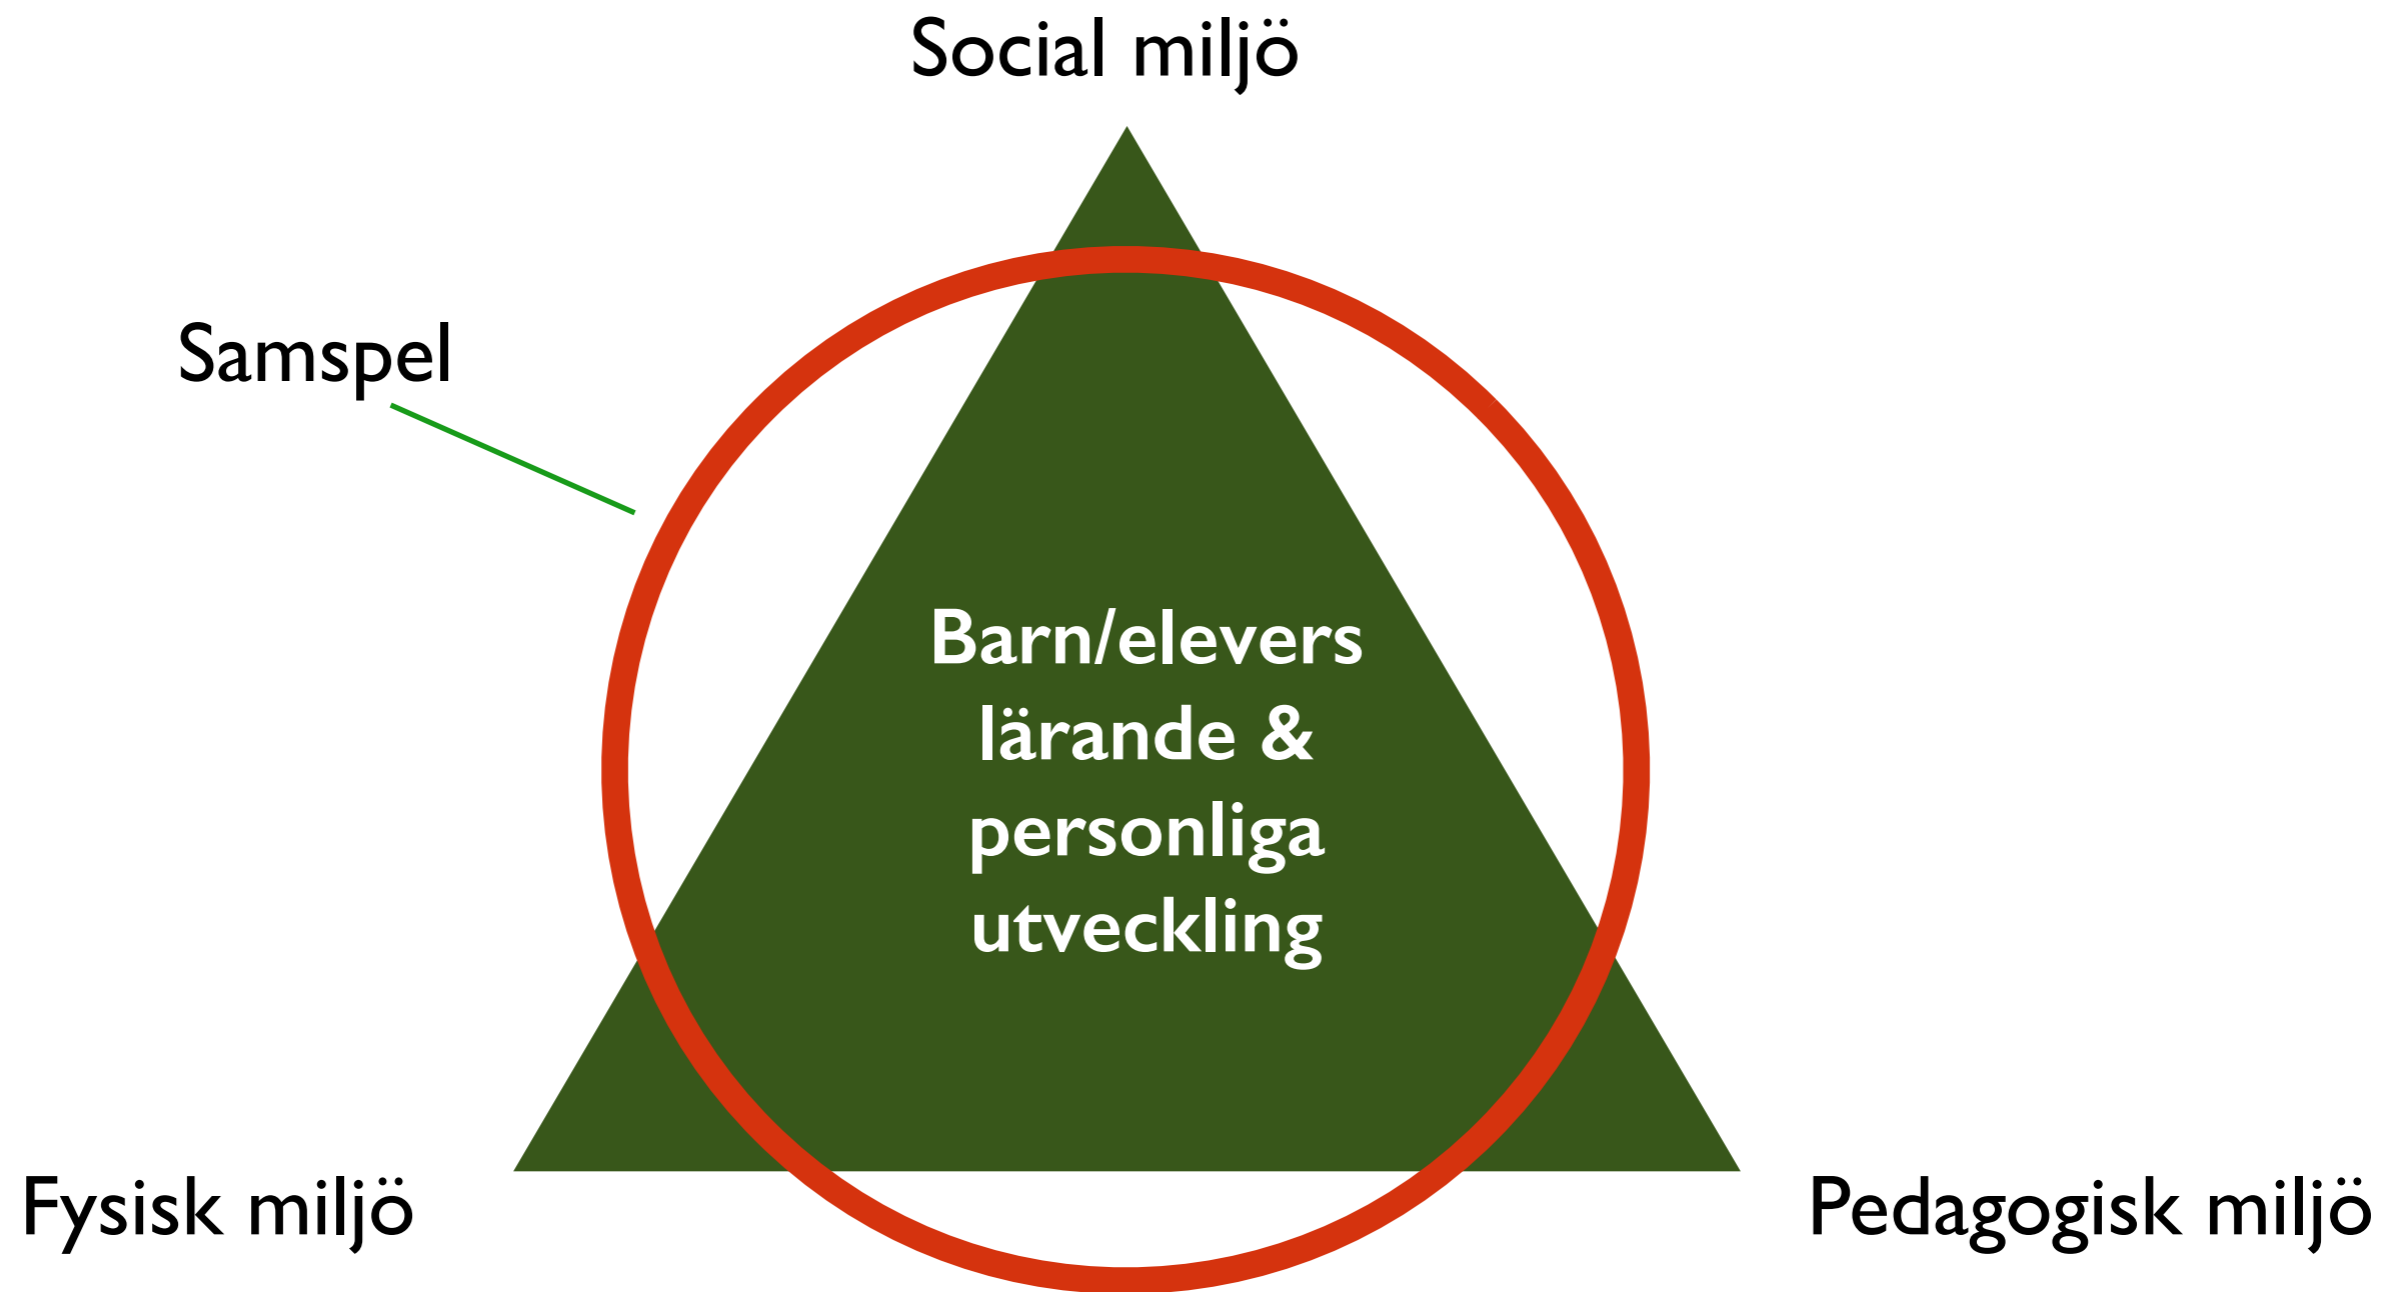 Social miljö
Samspel
Barn/elevers
lärande &
personliga
utveckling
Fysisk miljö
Pedagogisk miljö